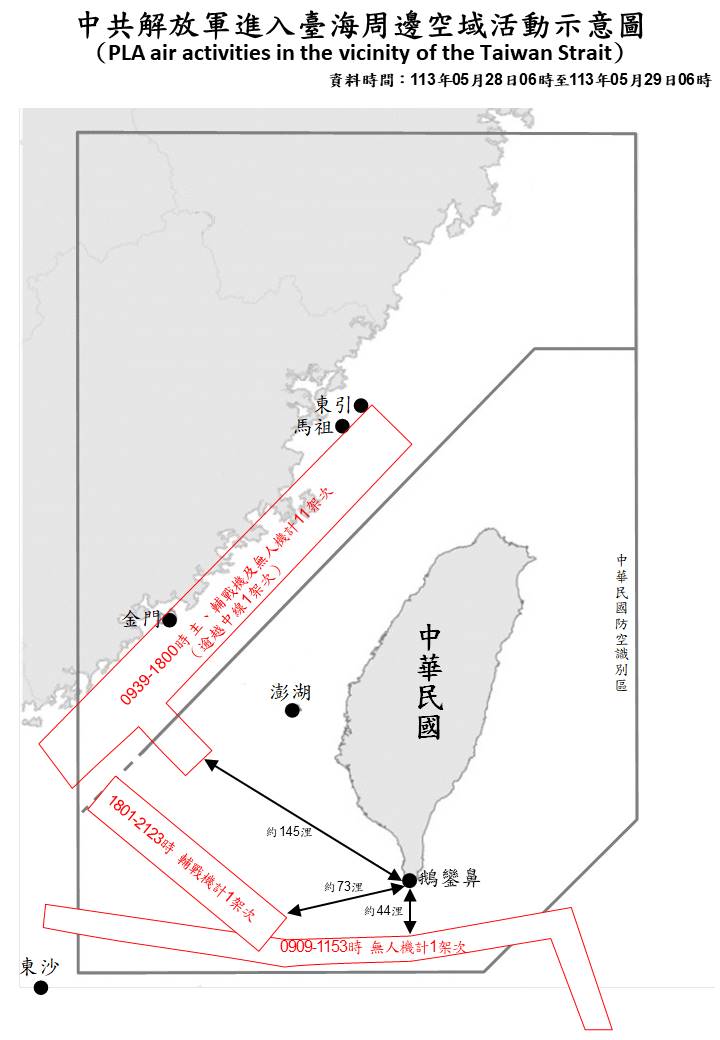 中共解放軍進入臺海周邊空域活動示意圖
（PLA air activities in the vicinity of the Taiwan Strait）
資料時間：113年05月28日06時至113年05月29日06時
東引
馬祖
0939-1800時 主、輔戰機及無人機計11架次
（逾越中線1架次）
金門
中華民國防空識別區
中華民國
澎湖
約145浬
1801-2123時 輔戰機計1架次
約73浬
鵝鑾鼻
約44浬
0909-1153時 無人機計1架次
東沙